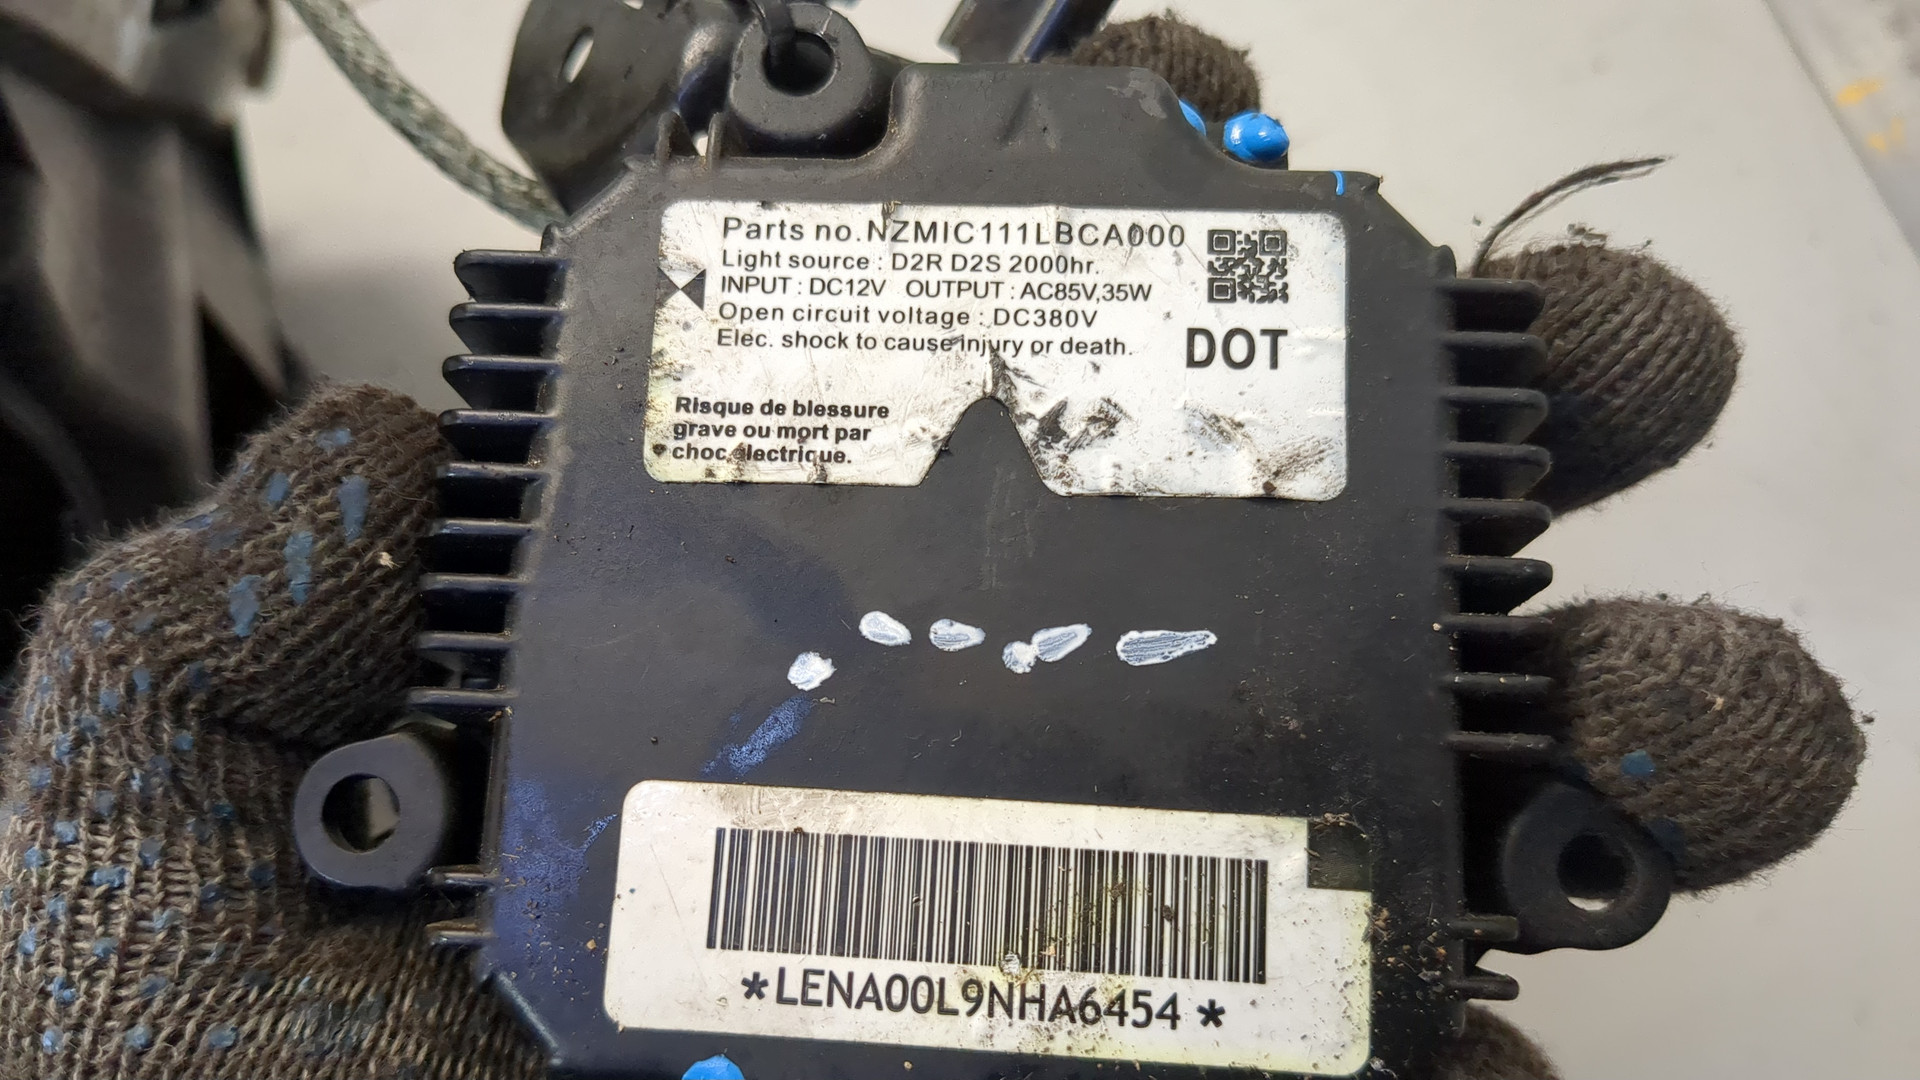 Parts no.NZMIC111LBCA000
Light source : D2R D2S 2000hr.
INPUT : DC12V OUTPUT : AC85V,35W
Open circuit voltage : DC380V
Elec. shock to cause injury or death.
DOT
Risque de blessure
grave ou mort par
choc électrique.
*LENA00L9NHA6454*